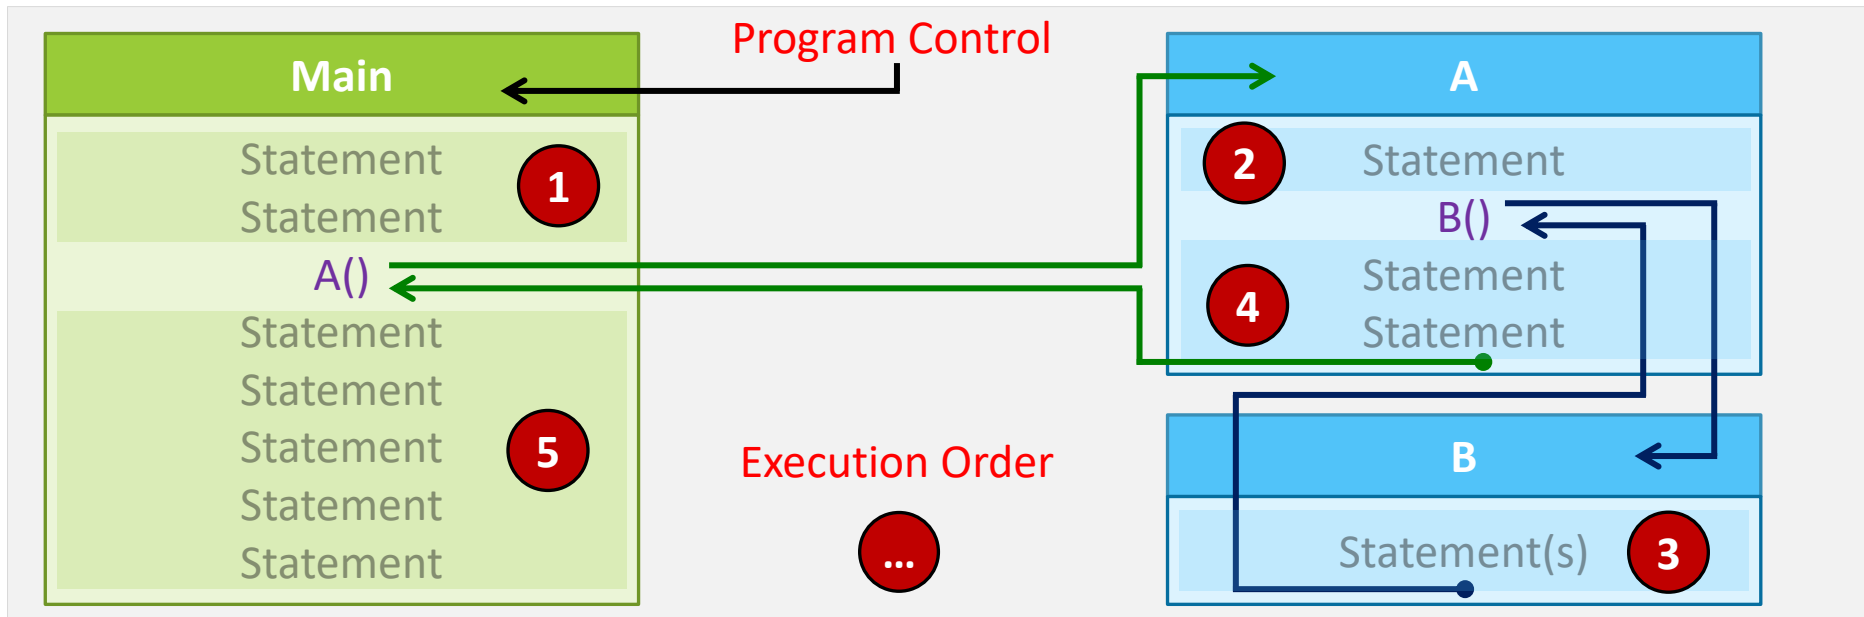 Program Control
Main
Statement
1
Statement
A()
Statement
Statement
Statement
5
Statement
Statement
Execution Order
...
A
2
Statement
B()
Statement
4
Statement
B
Statement(s)
3